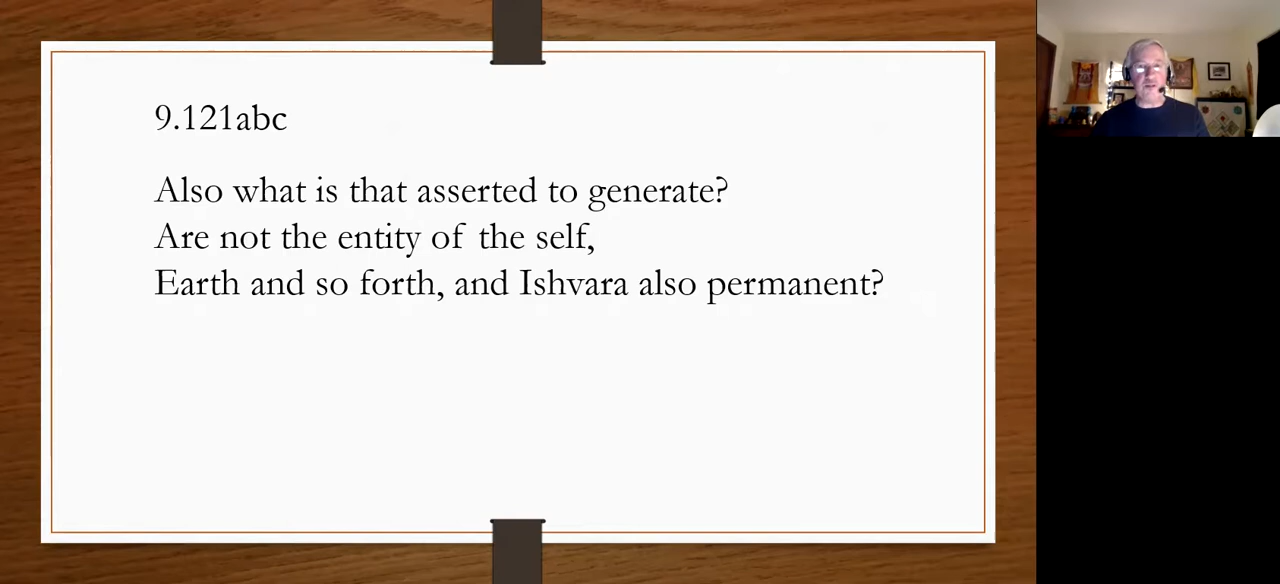 9.121abc
Also what is that asserted to generate?
Are not the entity of the self,
Earth and so forth, and Ishvara also permanent?